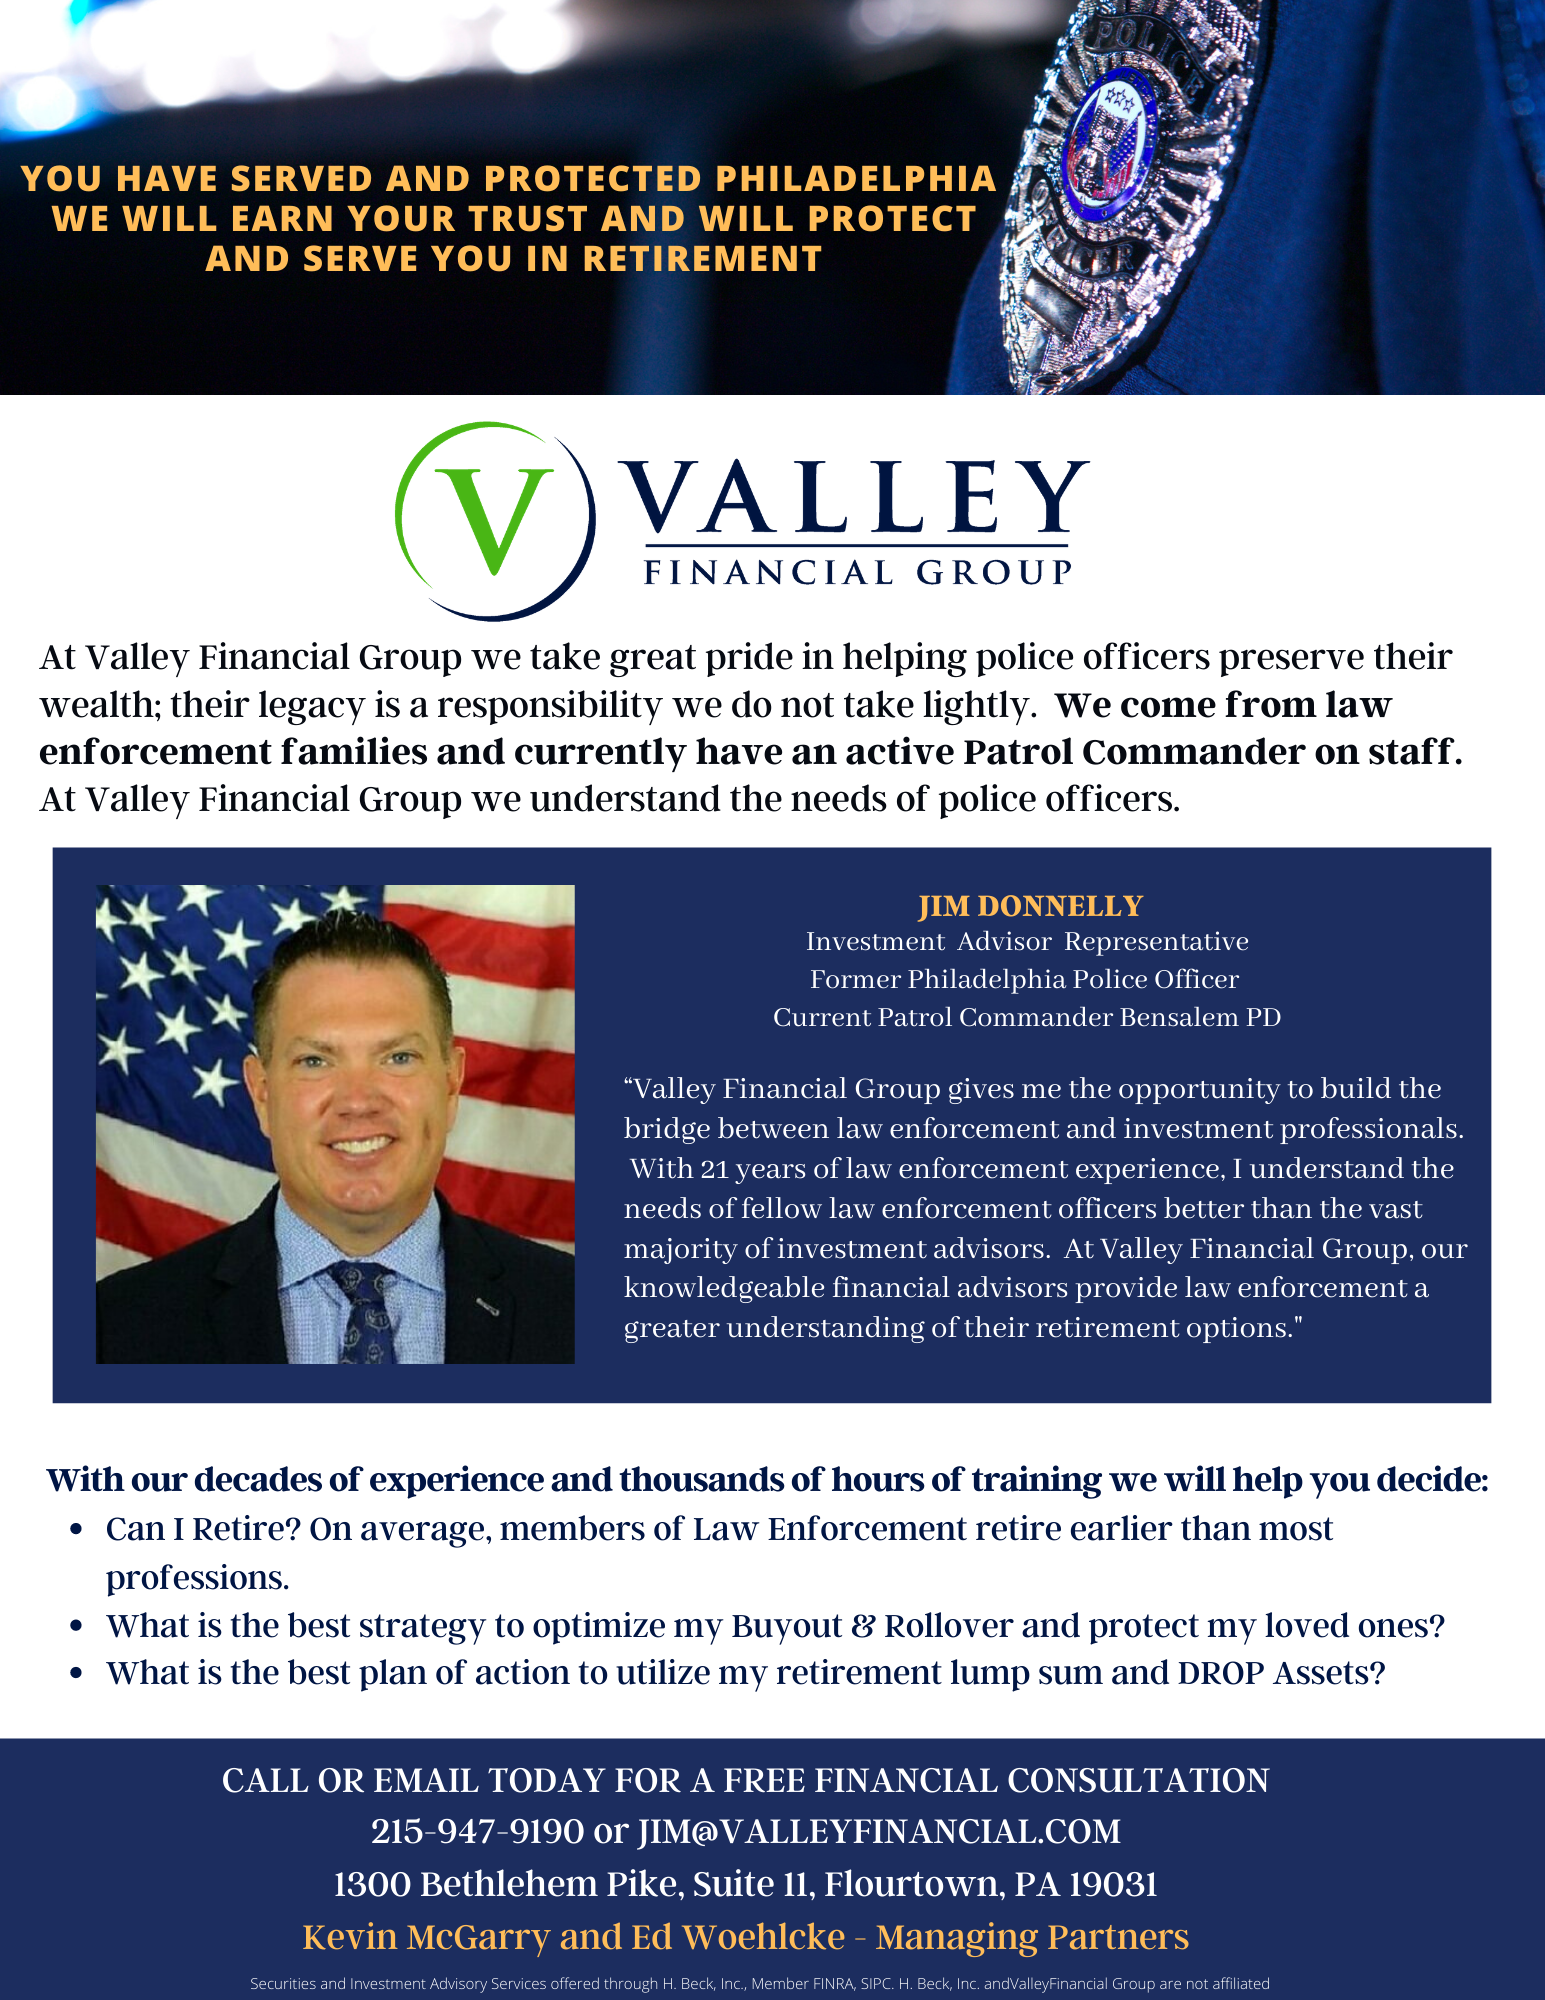 POLICE
OFFICER
YOU HAVE SERVED AND PROTECTED PHILADELPHIA
WE WILL EARN YOUR TRUST AND WILL PROTECT
AND SERVE YOU IN RETIREMENT
V
VALLEY
FINANCIAL GROUP
At Valley Financial Group we take great pride in helping police officers preserve their
wealth; their legacy is a responsibility we do not take lightly. We come from law
enforcement families and currently have an active Patrol Commander on staff.
At Valley Financial Group we understand the needs of police officers.
JIM DONNELLY
Investment Advisor Representative
Former Philadelphia Police Officer
Current Patrol Commander Bensalem PD
“Valley Financial Group gives me the opportunity to build the
bridge between law enforcement and investment professionals.
With 21 years of law enforcement experience, I understand the
needs of fellow law enforcement officers better than the vast
majority of investment advisors. At Valley Financial Group, our
knowledgeable financial advisors provide law enforcement a
greater understanding of their retirement options."
With our decades of experience and thousands of hours of training we will help you decide:
• Can I Retire? On average, members of Law Enforcement retire earlier than most
professions.
• What is the best strategy to optimize my Buyout & Rollover and protect my loved ones?
• What is the best plan of action to utilize my retirement lump sum and DROP Assets?
CALL OR EMAIL TODAY FOR A FREE FINANCIAL CONSULTATION
215-947-9190 or JIM@VALLEYFINANCIAL.COM
1300 Bethlehem Pike, Suite 11, Flourtown, PA 19031
Kevin McGarry and Ed Woehlcke - Managing Partners
Securities and Investment Advisory Services offered through H. Beck, Inc., Member FINRA, SIPC. H. Beck, Inc. andValleyFinancial Group are not affiliated